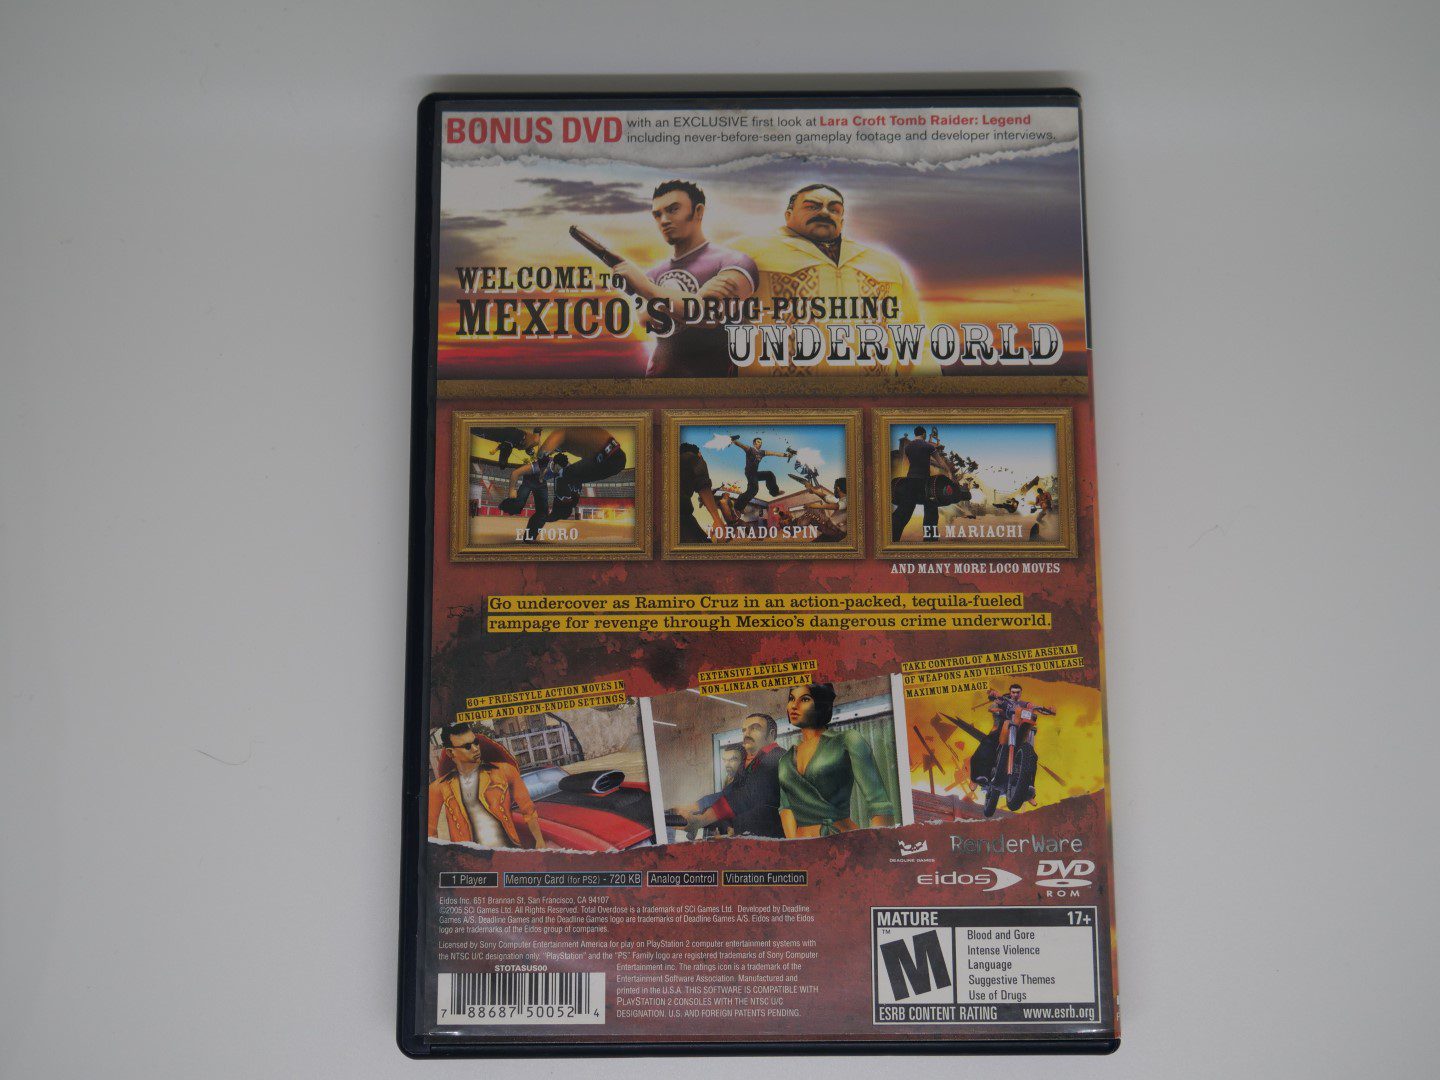 BONUS DVD with an EXCLUSIVE first look at Lara Croft Tomb Raider: Legend
including never-before-seen gameplay footage and developer interviews.
WELCOME TO
MEXICO'S DRUG-PUSHING
UNDERWORLD
EL TORO
TORNADO SPIN
EL MARIACHI
AND MANY MORE LOCO MOVES
Go undercover as Ramiro Cruz in an action-packed, tequila-fueled
rampage for revenge through Mexico's dangerous crime underworld.
60+ FREESTYLE ACTION MOVES IN
UNIQUE AND OPEN-ENDED SETTINGS
EXTENSIVE LEVELS WITH
NON-LINEAR GAMEPLAY
TAKE CONTROL OF A MASSIVE ARSENAL
OF WEAPONS AND VEHICLES TO UNLEASH
MAXIMUM DAMAGE
DEADLINE GAMES
RenderWare
eidos
DVD
ROM
1 Player
Memory Card (for PS2) - 720 KB
Analog Control
Vibration Function
Eidos Inc. 651 Brannan St, San Francisco, CA 94107
©2005 SCi Games Ltd. All Rights Reserved. Total Overdose is a trademark of SCi Games Ltd. Developed by Deadline
Games A/S. Deadline Games and the Deadline Games logo are trademarks of Deadline Games A/S. Eidos and the Eidos
logo are trademarks of the Eidos group of companies.
Licensed by Sony Computer Entertainment America for play on PlayStation 2 computer entertainment systems with
the NTSC U/C designation only. "PlayStation" and the "PS" Family logo are registered trademarks of Sony Computer
Entertainment Inc. The ratings icon is a trademark of the
Entertainment Software Association. Manufactured and
printed in the U.S.A. THIS SOFTWARE IS COMPATIBLE WITH
PLAYSTATION 2 CONSOLES WITH THE NTSC U/C
DESIGNATION. U.S. AND FOREIGN PATENTS PENDING.
STOTASUS00
7 88687 50052 4
MATURE 17+
M
TM
Blood and Gore
Intense Violence
Language
Suggestive Themes
Use of Drugs
ESRB CONTENT RATING www.esrb.org